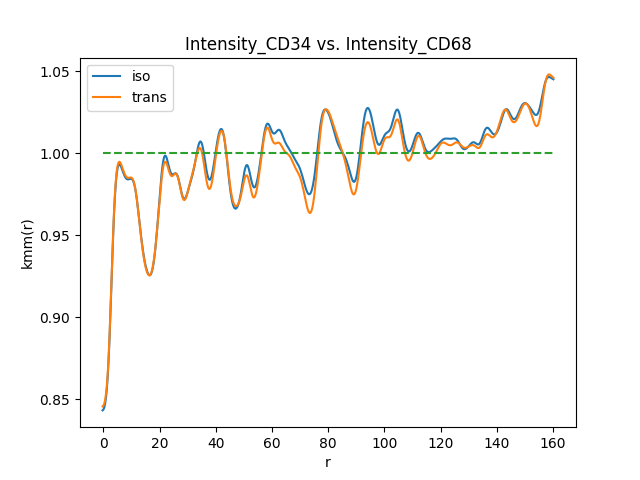 Intensity_CD34 vs. Intensity_CD68
iso
trans
1.05
1.00
0.95
0.90
0.85
kmm(r)
0 20 40 60 80 100 120 140 160
r